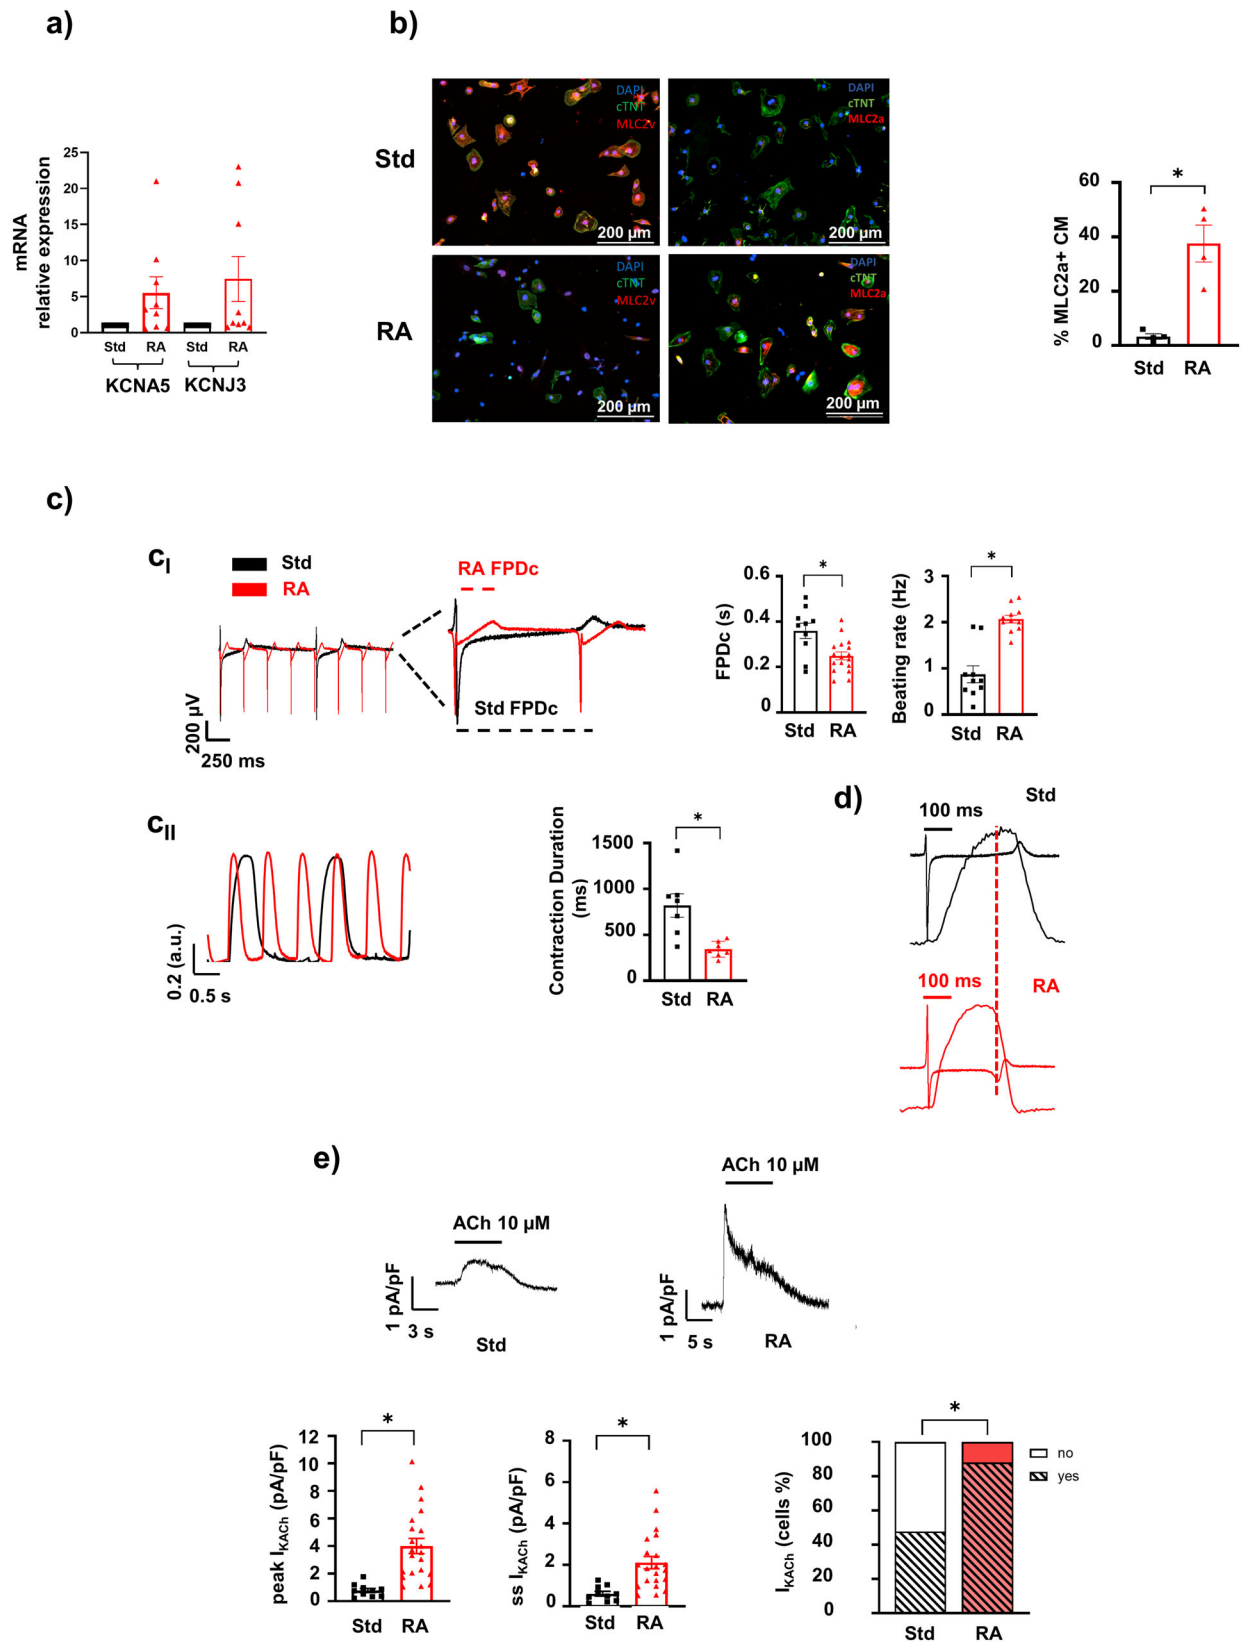 a)
b)
mRNA
relative expression
25
20
15
10
5
0
Std
RA
Std
RA
KCNA5
KCNJ3
Std
RA
DAPI
cTNT
MLC2v
200 µm
DAPI
cTNT
MLC2a
200 µm
DAPI
cTNT
MLC2v
200 µm
DAPI
cTNT
MLC2a
200 µm
% MLC2a+ CM
60
40
20
0
*
Std
RA
c)
cI
Std
RA
200 µV
250 ms
RA FPDc
Std FPDc
FPDc (s)
0.6
0.4
0.2
0
*
Std
RA
Beating rate (Hz)
3
2
1
0
*
Std
RA
cII
0.2 (a.u.)
0.5 s
Contraction Duration
(ms)
1500
1000
500
0
*
Std
RA
d)
Std
100 ms
RA
100 ms
e)
ACh 10 µM
1 pA/pF
3 s
Std
ACh 10 µM
1 pA/pF
5 s
RA
peak IKACh (pA/pF)
12
10
8
6
4
2
0
*
Std
RA
ss IKACh (pA/pF)
8
6
4
2
0
*
Std
RA
IKACh (cells %)
100
80
60
40
20
0
*
Std
RA
no
yes